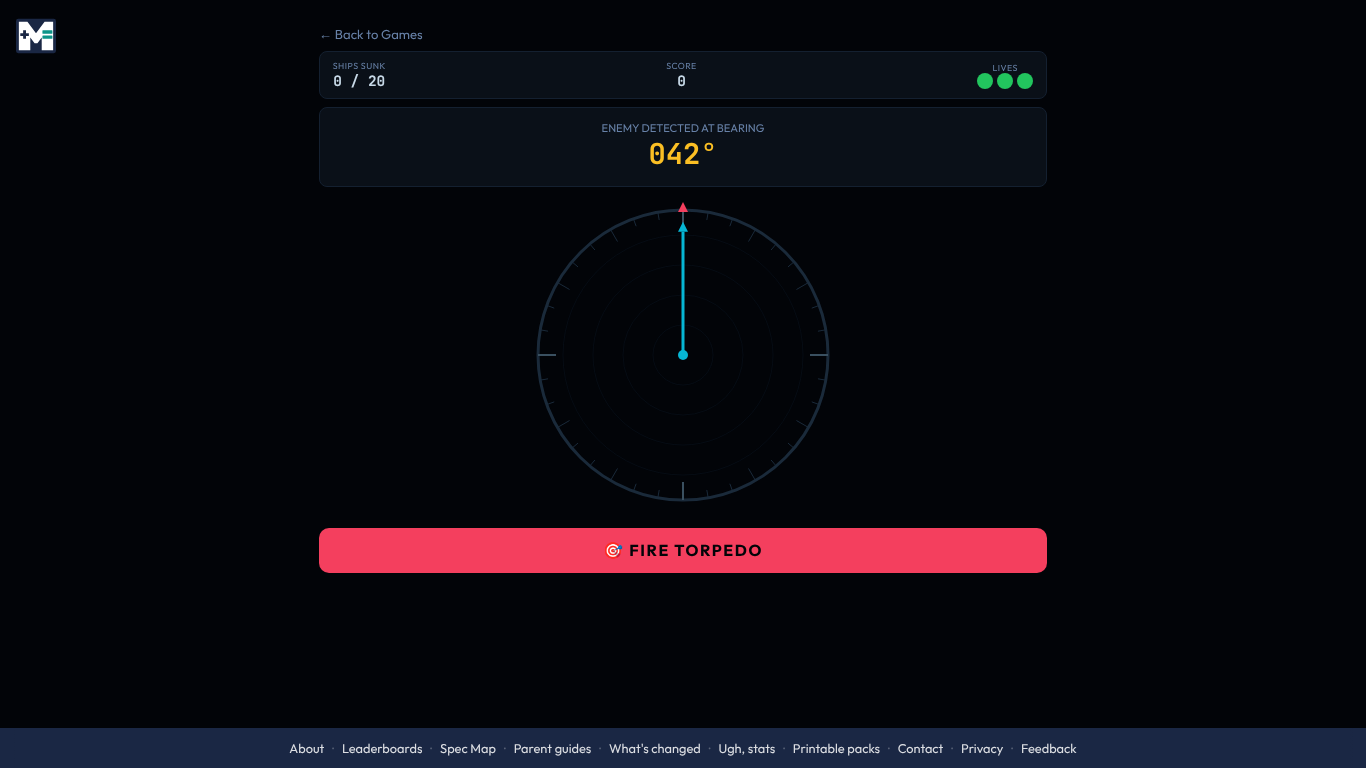 ← Back to Games
SHIPS SUNK
0 / 20
SCORE
0
LIVES
ENEMY DETECTED AT BEARING
042°
🎯 FIRE TORPEDO
About · Leaderboards · Spec Map · Parent guides · What's changed · Ugh, stats · Printable packs · Contact · Privacy · Feedback